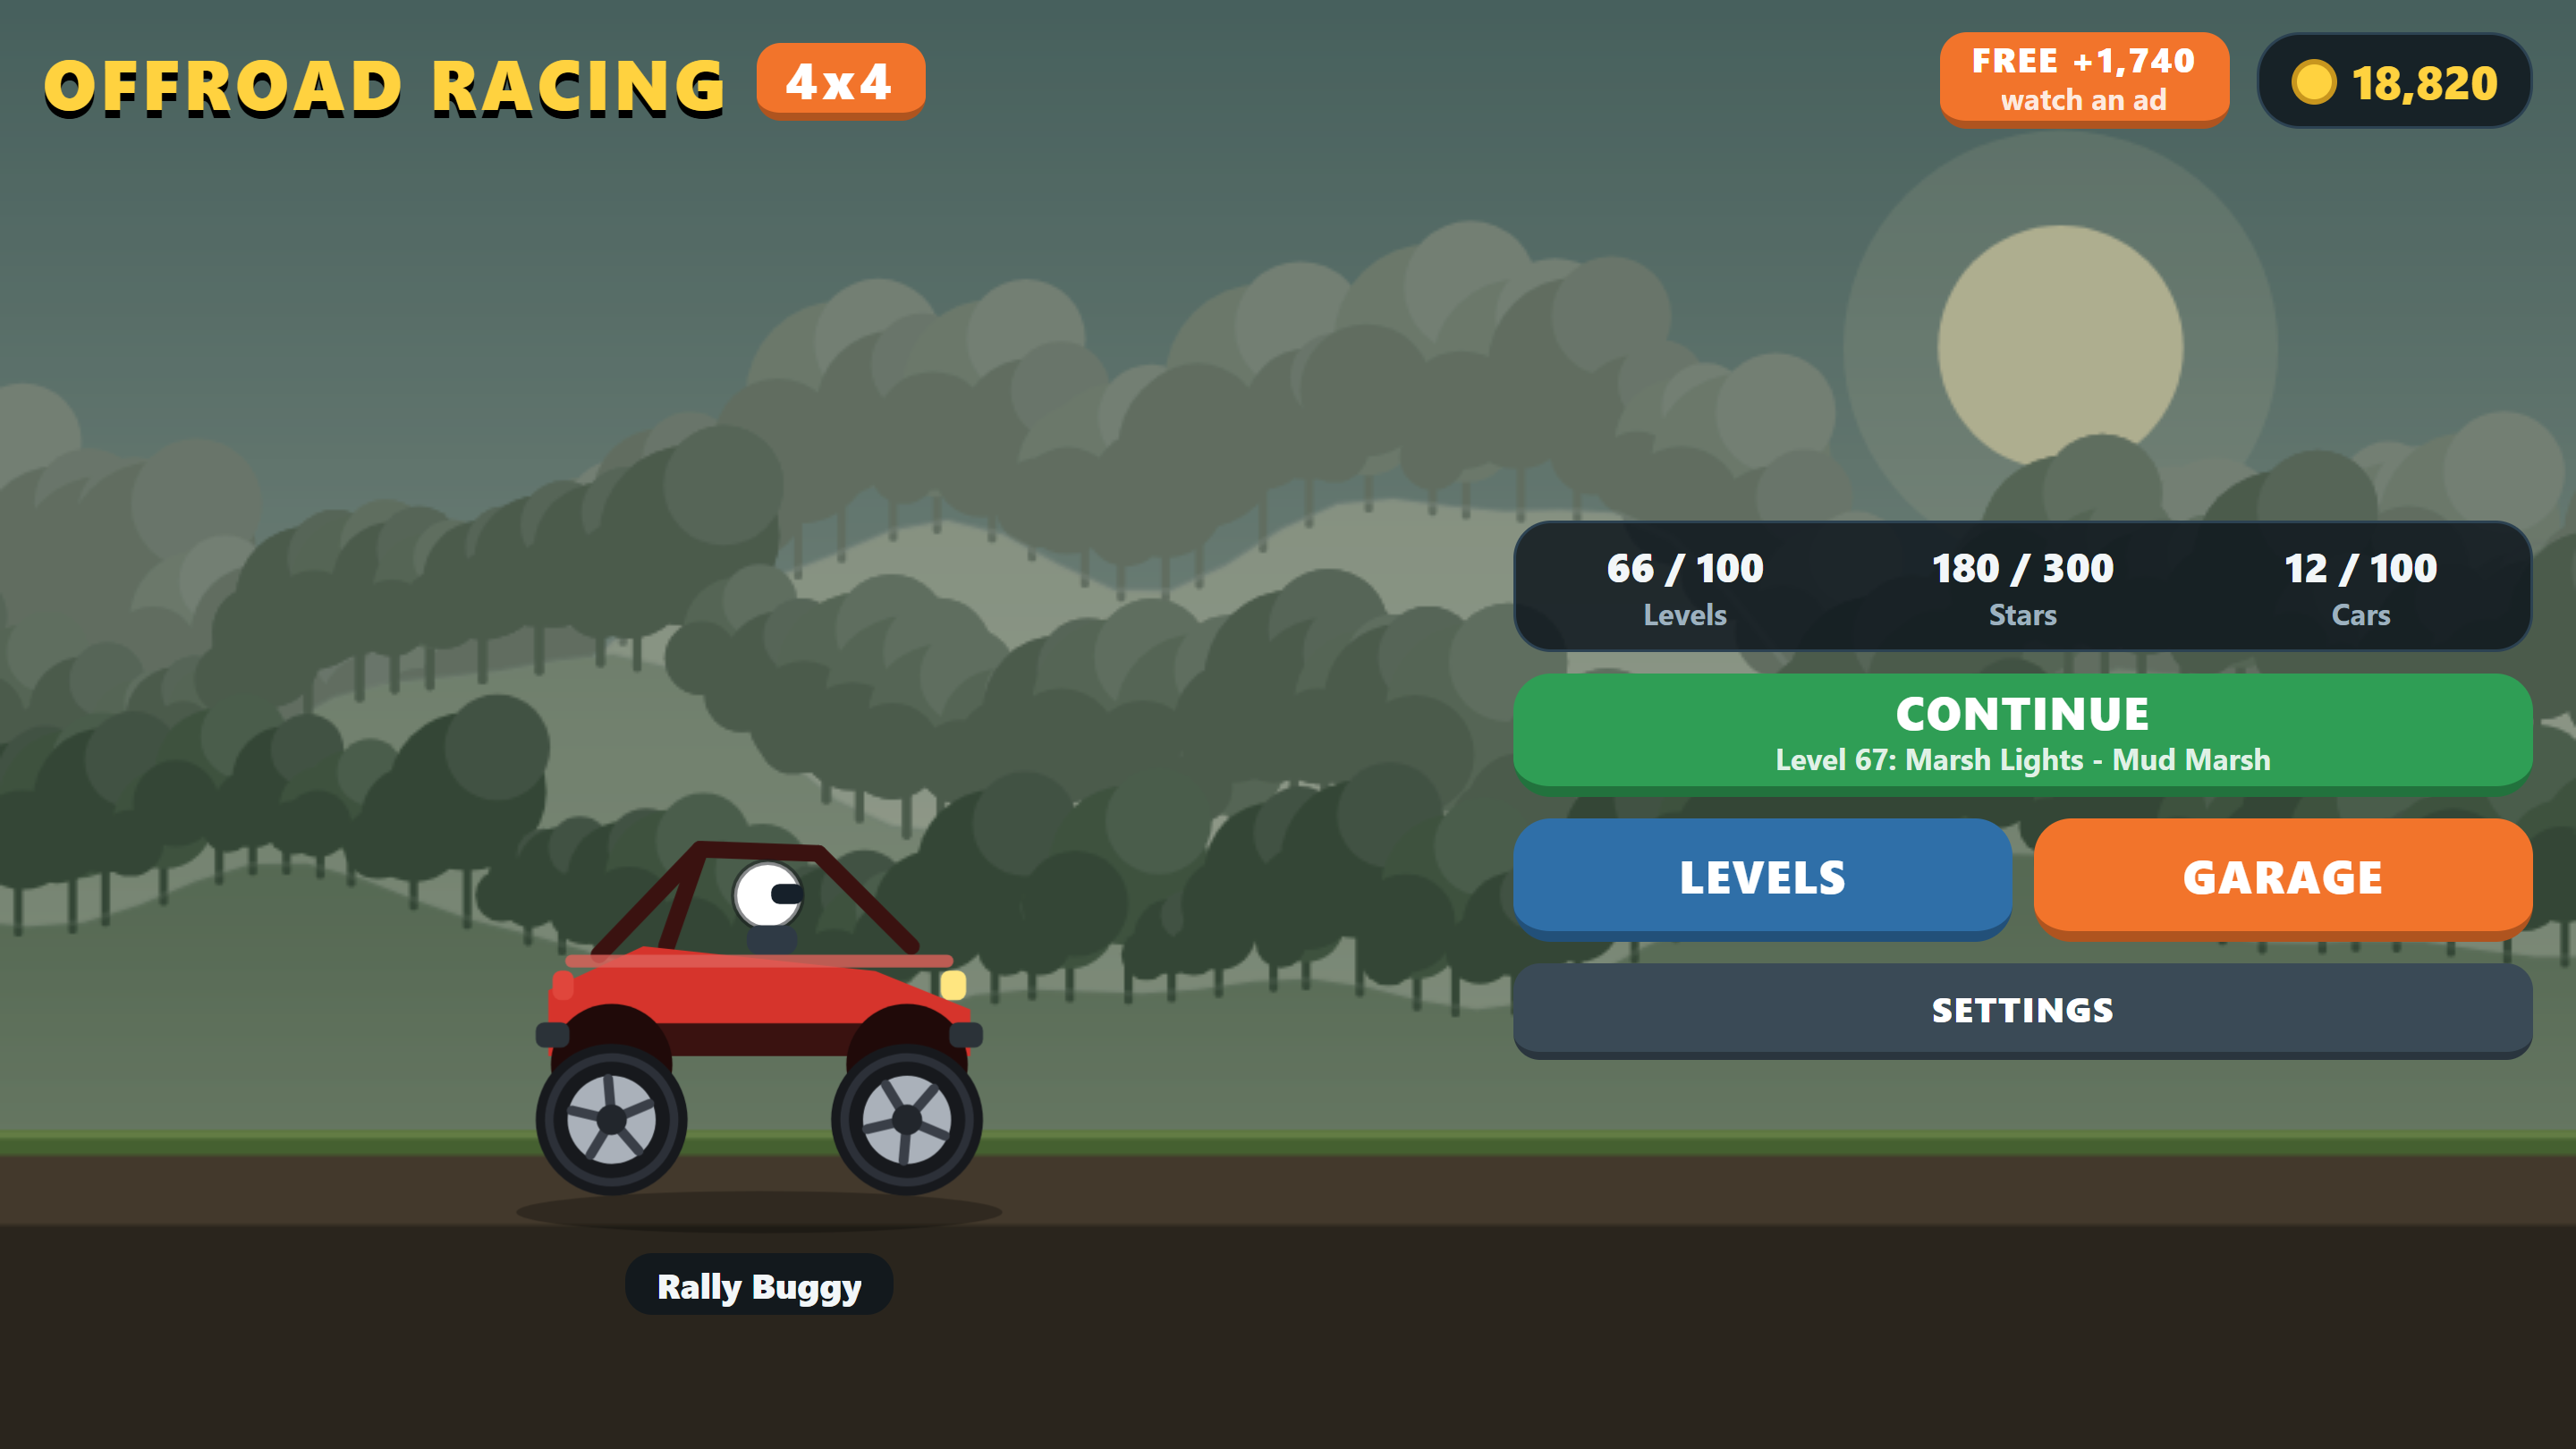 OFFROAD RACING
4x4
FREE +1,740
watch an ad
18,820
66 / 100
Levels
180 / 300
Stars
12 / 100
Cars
CONTINUE
Level 67: Marsh Lights - Mud Marsh
LEVELS
GARAGE
SETTINGS
Rally Buggy